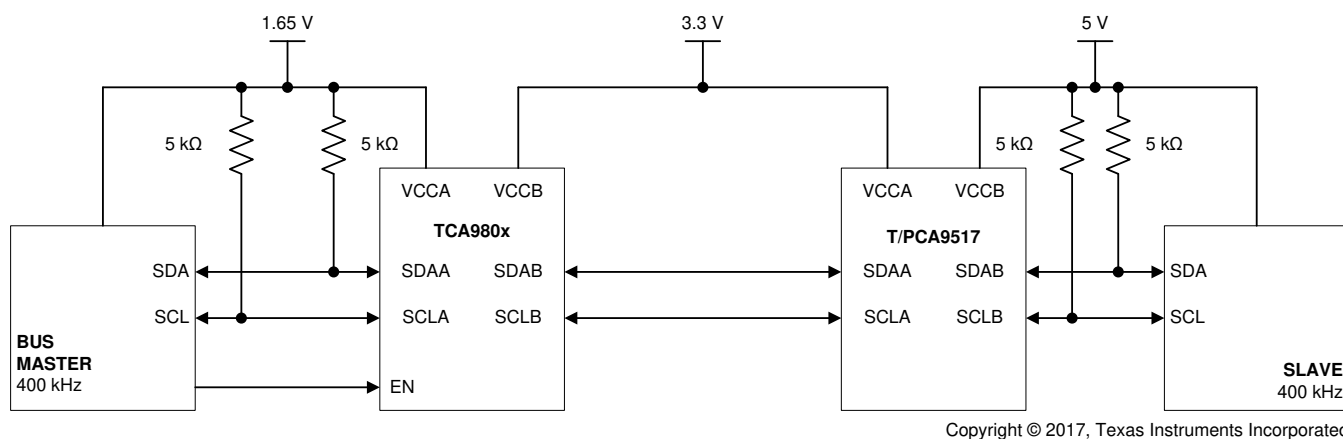 1.65 V
3.3 V
5 V
5 kΩ
5 kΩ
5 kΩ
5 kΩ
VCCA
VCCB
VCCA
VCCB
TCA980x
T/PCA9517
SDA
SDAA
SDAB
SDAA
SDAB
SDA
SCL
SCLA
SCLB
SCLA
SCLB
SCL
BUS
MASTER
400 kHz
EN
SLAVE
400 kHz
Copyright © 2017, Texas Instruments Incorporated